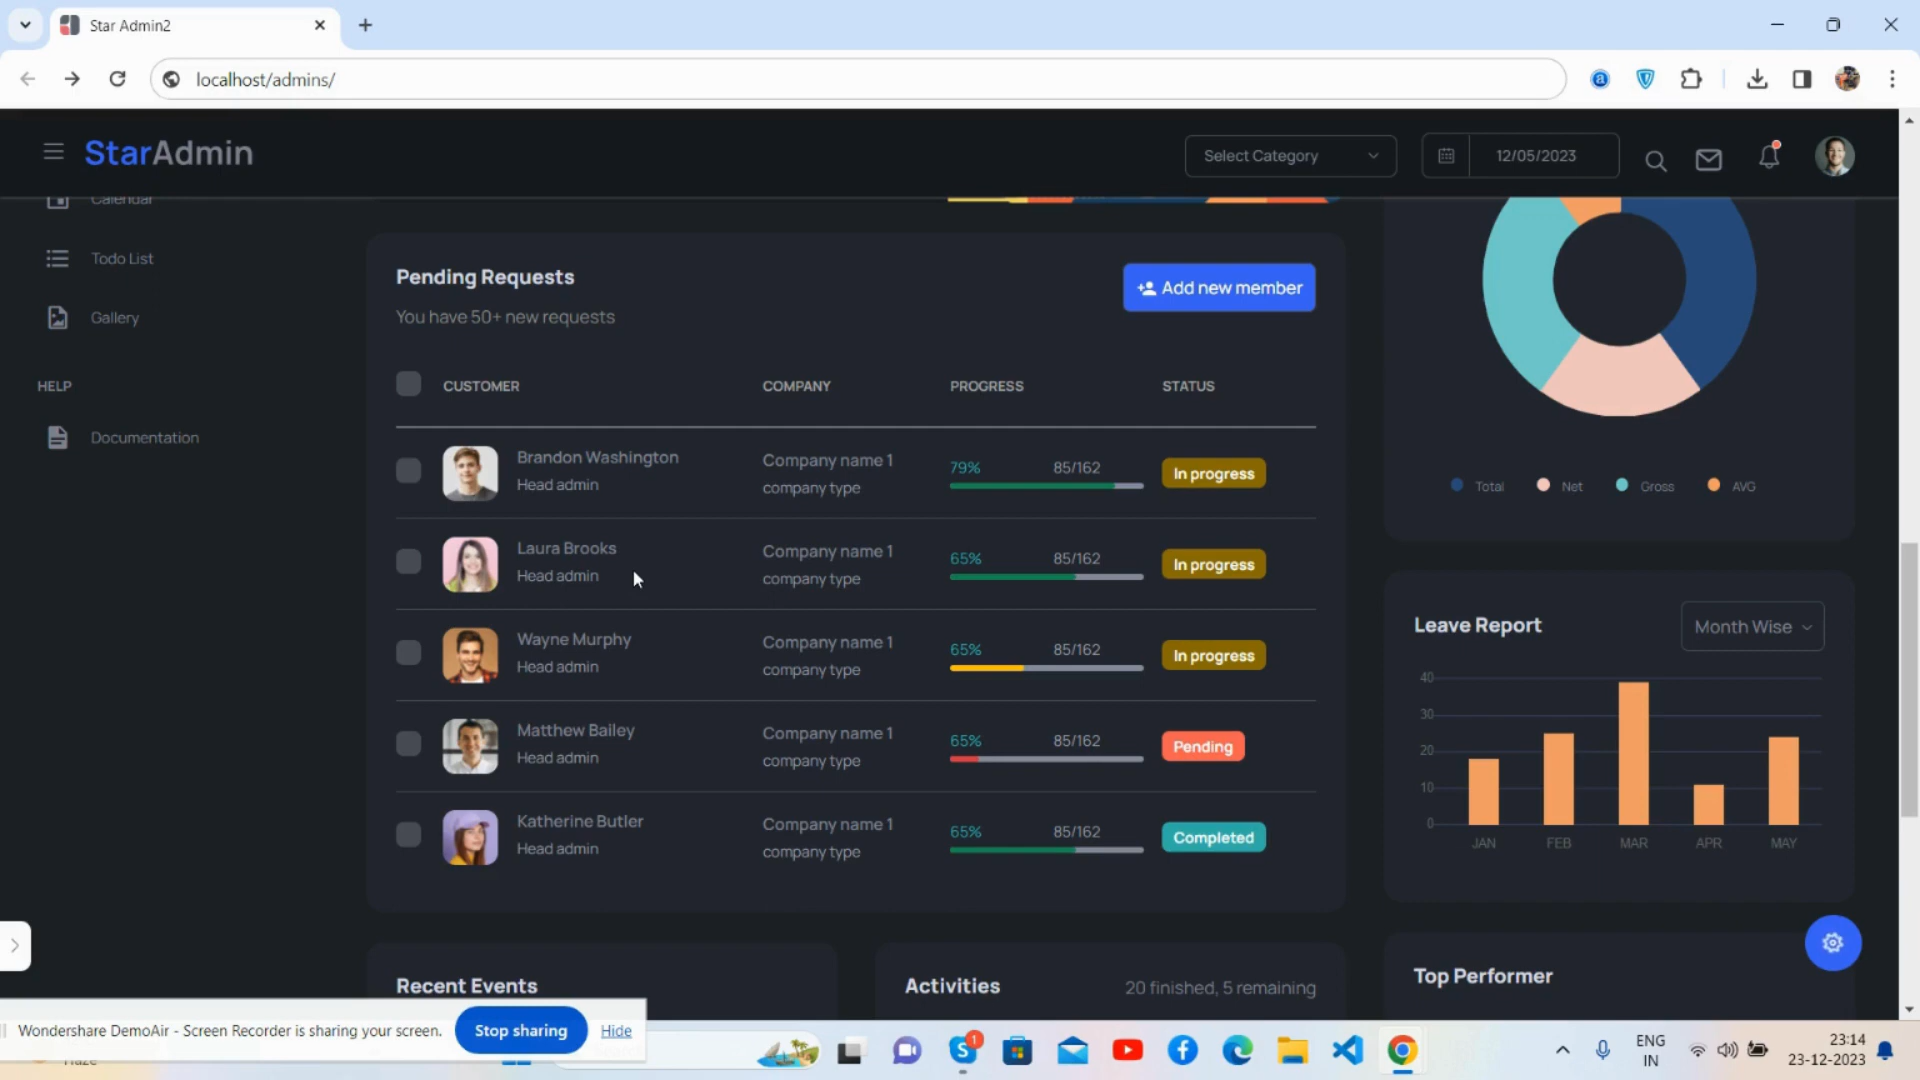 Star Admin2
localhost/admins/
StarAdmin
Select Category
12/05/2023
Calendar
Todo List
Gallery
HELP
Documentation
Pending Requests
You have 50+ new requests
Add new member
CUSTOMER COMPANY PROGRESS STATUS
Brandon Washington
Head admin
Company name 1
company type
79% 85/162
In progress
Laura Brooks
Head admin
Company name 1
company type
65% 85/162
In progress
Wayne Murphy
Head admin
Company name 1
company type
65% 85/162
In progress
Matthew Bailey
Head admin
Company name 1
company type
65% 85/162
Pending
Katherine Butler
Head admin
Company name 1
company type
65% 85/162
Completed
Total Net Gross AVG
Leave Report
Month Wise
40
30
20
10
0
JAN FEB MAR APR MAY
Recent Events
Activities
20 finished, 5 remaining
Top Performer
Wondershare DemoAir - Screen Recorder is sharing your screen.
Stop sharing
Hide
Haze
1
ENG
IN
23:14
23-12-2023